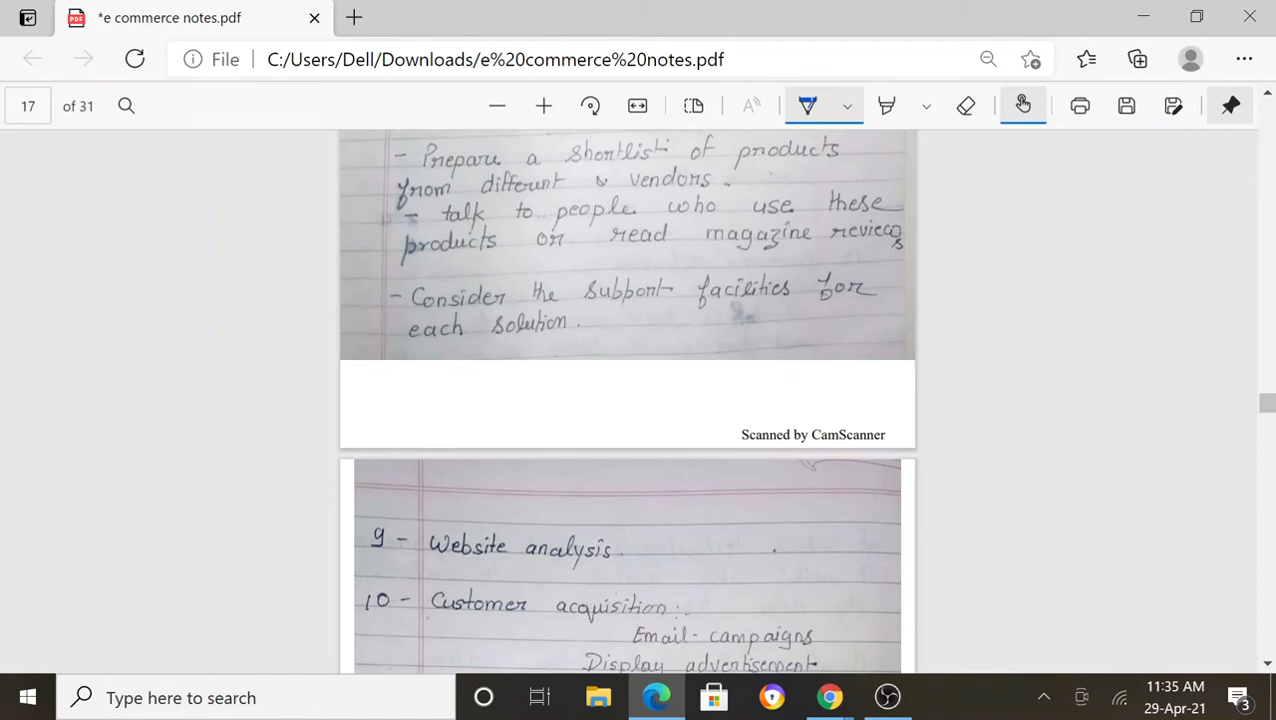 *e commerce notes.pdf
File C:/Users/Dell/Downloads/e%20commerce%20notes.pdf
17 of 31
- Prepare a shortlist of products
from different vendors.
- talk to people who use these
products or read magazine reviews
- Consider the support facilities for
each solution.
Scanned by CamScanner
9 - Website analysis.
10 - Customer acquisition :-
Email - campaigns
Display advertisement
Type here to search
11:35 AM
29-Apr-21
3